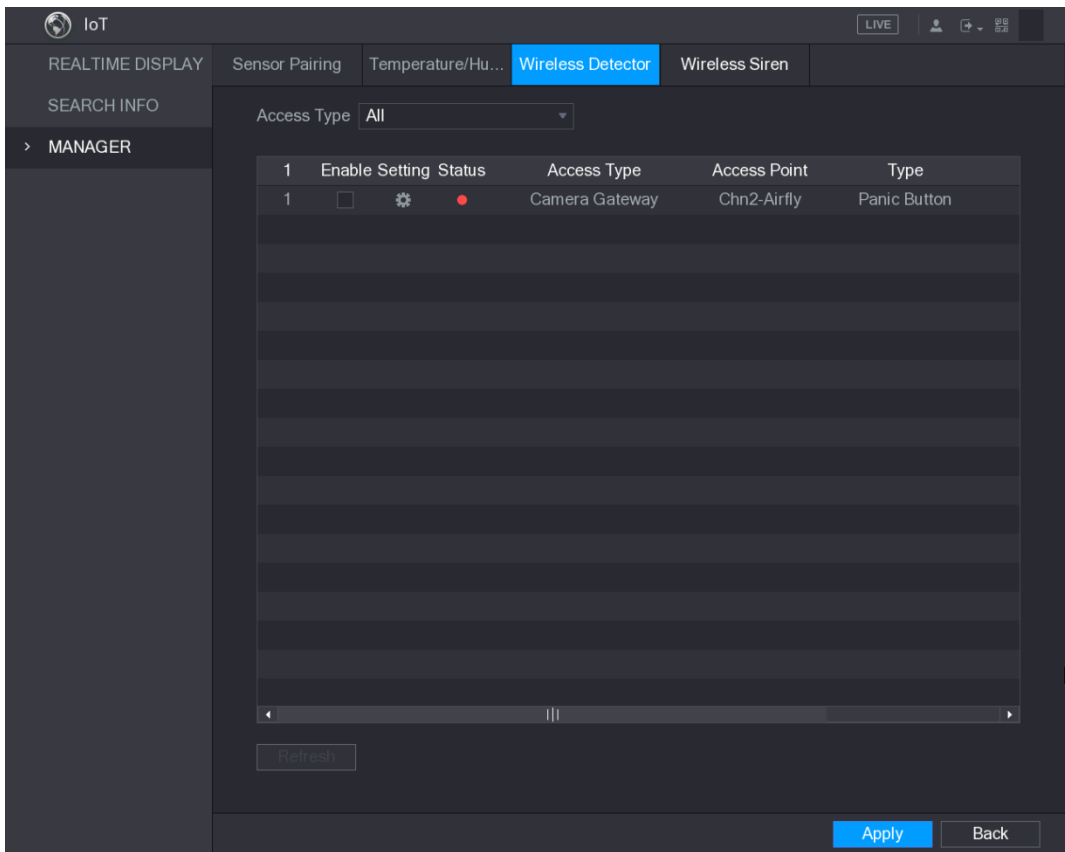 IoT
LIVE
REALTIME DISPLAY
SEARCH INFO
> MANAGER
Sensor Pairing Temperature/Hu... Wireless Detector Wireless Siren
Access Type All
1 Enable Setting Status Access Type Access Point Type
1 Camera Gateway Chn2-Airfly Panic Button
Refresh
Apply Back